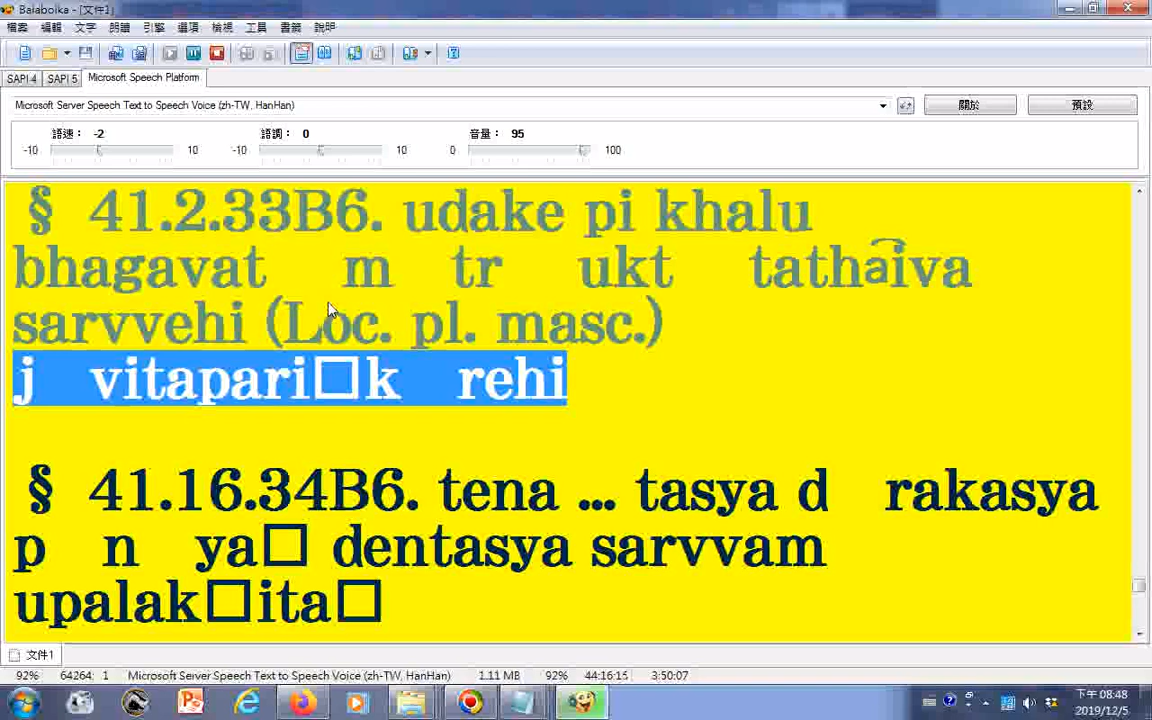 Balabolka - [文件1]
檔案 編輯 文字 朗讀 引擎 選項 檢視 工具 書籤 說明
SAPI 4 SAPI 5 Microsoft Speech Platform
Microsoft Server Speech Text to Speech Voice (zh-TW, HanHan) 關於 預設
語速： -2 語調： 0 音量： 95
-10 10 -10 10 0 100
§ 41.2.33B6. udake pi khalu
bhagavat m tr ukt tatha͡iva
sarvvehi (Loc. pl. masc.)
j vitapari□k rehi
§ 41.16.34B6. tena ... tasya d rakasya
p n ya□ dentasya sarvvam
upalak□ita□
文件1
92% 64264: 1 Microsoft Server Speech Text to Speech Voice (zh-TW, HanHan) 1.11 MB 92% 44:16:15 3:50:07
下午 08:48
2019/12/5